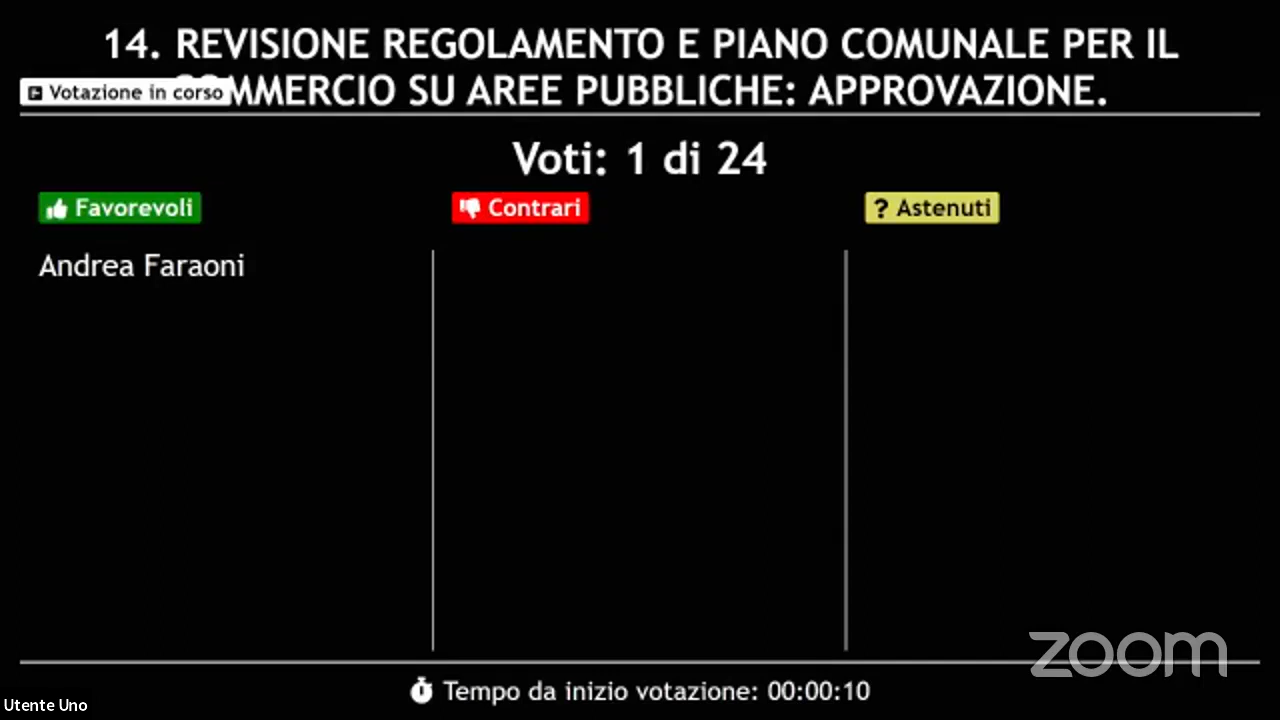 14. REVISIONE REGOLAMENTO E PIANO COMUNALE PER IL
Votazione in corso
MMERCIO SU AREE PUBBLICHE: APPROVAZIONE.
Voti: 1 di 24
Favorevoli
Contrari
? Astenuti
Andrea Faraoni
zoom
Tempo da inizio votazione: 00:00:10
Utente Uno